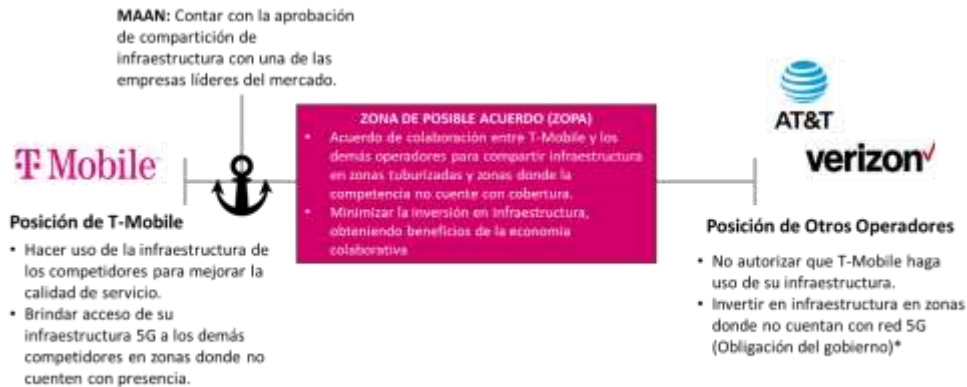 MAAN: Contar con la aprobación
de compartición de
infraestructura con una de las
empresas líderes del mercado.
T Mobile
Posición de T-Mobile
• Hacer uso de la infraestructura de
los competidores para mejorar la
calidad de servicio.
• Brindar acceso de su
infraestructura 5G a los demás
competidores en zonas donde no
cuenten con presencia.
ZONA DE POSIBLE ACUERDO (ZOPA)
• Acuerdo de colaboración entre T-Mobile y los
demás operadores para compartir infraestructura
en zonas tuburizadas y zonas donde la
competencia no cuente con cobertura.
• Minimizar la inversión en infraestructura,
obteniendo beneficios de la economía
colaborativa
AT&T
verizon
Posición de Otros Operadores
• No autorizar que T-Mobile haga
uso de su infraestructura.
• Invertir en infraestructura en zonas
donde no cuentan con red 5G
(Obligación del gobierno)*